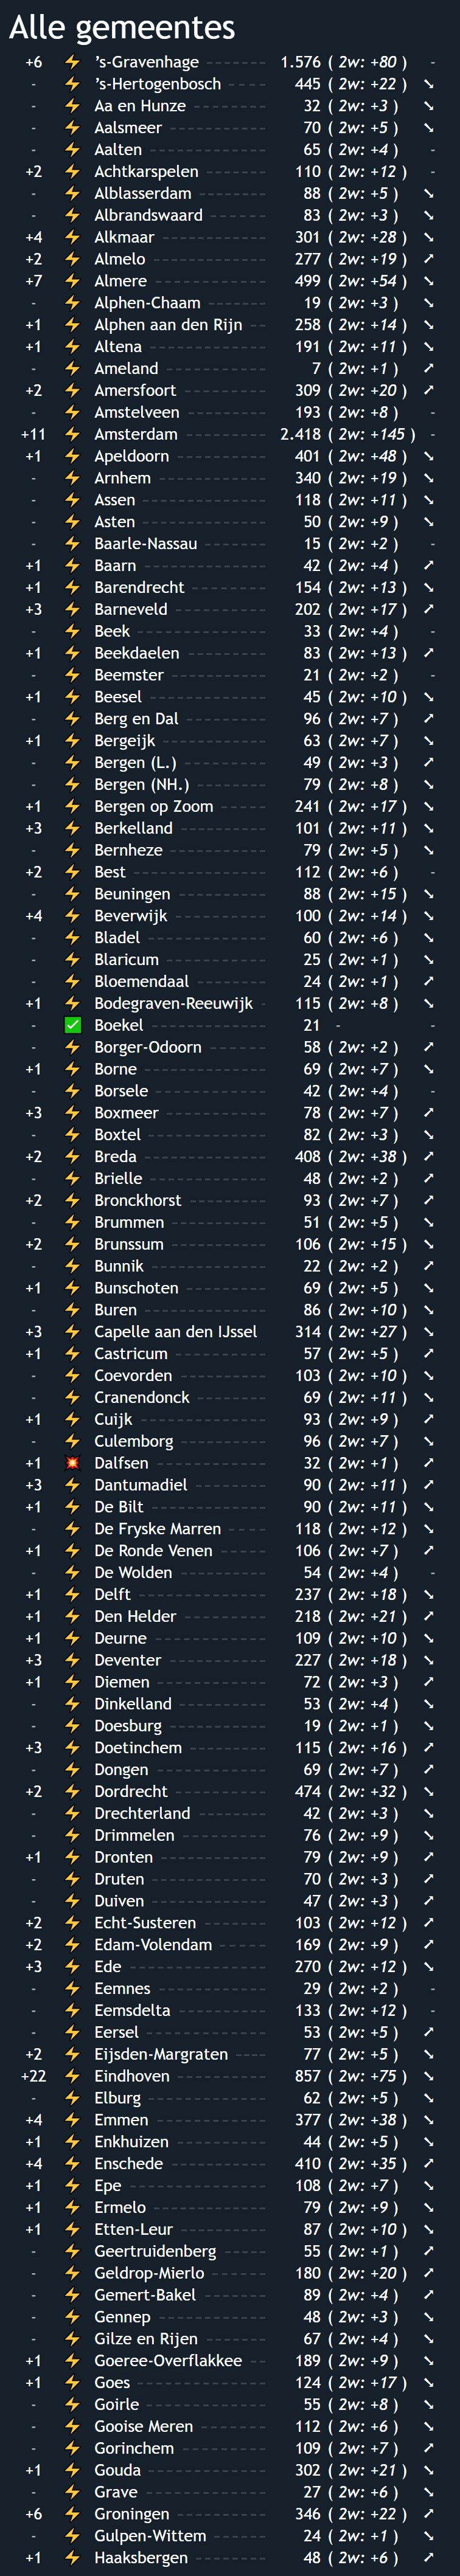 Alle gemeentes
+6 ⚡ ’s-Gravenhage 1.576 ( 2w: +80 ) -
- ⚡ ’s-Hertogenbosch 445 ( 2w: +22 ) ↘
- ⚡ Aa en Hunze 32 ( 2w: +3 ) ↘
- ⚡ Aalsmeer 70 ( 2w: +5 ) ↘
- ⚡ Aalten 65 ( 2w: +4 ) -
+2 ⚡ Achtkarspelen 110 ( 2w: +12 ) -
- ⚡ Alblasserdam 88 ( 2w: +5 ) ↘
- ⚡ Albrandswaard 83 ( 2w: +3 ) ↘
+4 ⚡ Alkmaar 301 ( 2w: +28 ) ↘
+2 ⚡ Almelo 277 ( 2w: +19 ) ↗
+7 ⚡ Almere 499 ( 2w: +54 ) ↘
- ⚡ Alphen-Chaam 19 ( 2w: +3 ) ↘
+1 ⚡ Alphen aan den Rijn 258 ( 2w: +14 ) ↘
+1 ⚡ Altena 191 ( 2w: +11 ) ↘
- ⚡ Ameland 7 ( 2w: +1 ) ↗
+2 ⚡ Amersfoort 309 ( 2w: +20 ) ↗
- ⚡ Amstelveen 193 ( 2w: +8 ) -
+11 ⚡ Amsterdam 2.418 ( 2w: +145 ) -
+1 ⚡ Apeldoorn 401 ( 2w: +48 ) ↘
- ⚡ Arnhem 340 ( 2w: +19 ) ↘
- ⚡ Assen 118 ( 2w: +11 ) ↘
- ⚡ Asten 50 ( 2w: +9 ) ↘
- ⚡ Baarle-Nassau 15 ( 2w: +2 ) -
+1 ⚡ Baarn 42 ( 2w: +4 ) ↗
+1 ⚡ Barendrecht 154 ( 2w: +13 ) ↘
+3 ⚡ Barneveld 202 ( 2w: +17 ) ↗
- ⚡ Beek 33 ( 2w: +4 ) -
+1 ⚡ Beekdaelen 83 ( 2w: +13 ) ↗
- ⚡ Beemster 21 ( 2w: +2 ) -
+1 ⚡ Beesel 45 ( 2w: +10 ) ↘
- ⚡ Berg en Dal 96 ( 2w: +7 ) ↗
+1 ⚡ Bergeijk 63 ( 2w: +7 ) ↘
- ⚡ Bergen (L.) 49 ( 2w: +3 ) ↗
- ⚡ Bergen (NH.) 79 ( 2w: +8 ) ↘
+1 ⚡ Bergen op Zoom 241 ( 2w: +17 ) ↘
+3 ⚡ Berkelland 101 ( 2w: +11 ) ↘
- ⚡ Bernheze 79 ( 2w: +5 ) ↘
+2 ⚡ Best 112 ( 2w: +6 ) -
- ⚡ Beuningen 88 ( 2w: +15 ) ↘
+4 ⚡ Beverwijk 100 ( 2w: +14 ) ↘
- ⚡ Bladel 60 ( 2w: +6 ) ↘
- ⚡ Blaricum 25 ( 2w: +1 ) ↘
- ⚡ Bloemendaal 24 ( 2w: +1 ) ↗
+1 ⚡ Bodegraven-Reeuwijk 115 ( 2w: +8 ) ↘
- ✅ Boekel 21 - -
- ⚡ Borger-Odoorn 58 ( 2w: +2 ) ↗
+1 ⚡ Borne 69 ( 2w: +7 ) ↘
- ⚡ Borsele 42 ( 2w: +4 ) -
+3 ⚡ Boxmeer 78 ( 2w: +7 ) ↗
- ⚡ Boxtel 82 ( 2w: +3 ) ↘
+2 ⚡ Breda 408 ( 2w: +38 ) ↗
- ⚡ Brielle 48 ( 2w: +2 ) ↗
+2 ⚡ Bronckhorst 93 ( 2w: +7 ) ↗
- ⚡ Brummen 51 ( 2w: +5 ) ↘
+2 ⚡ Brunssum 106 ( 2w: +15 ) ↘
- ⚡ Bunnik 22 ( 2w: +2 ) ↗
+1 ⚡ Bunschoten 69 ( 2w: +5 ) ↘
- ⚡ Buren 86 ( 2w: +10 ) ↘
+3 ⚡ Capelle aan den IJssel 314 ( 2w: +27 ) ↘
+1 ⚡ Castricum 57 ( 2w: +5 ) ↗
- ⚡ Coevorden 103 ( 2w: +10 ) ↘
- ⚡ Cranendonck 69 ( 2w: +11 ) ↘
+1 ⚡ Cuijk 93 ( 2w: +9 ) ↗
- ⚡ Culemborg 96 ( 2w: +7 ) ↘
+1 💥 Dalfsen 32 ( 2w: +1 ) ↗
+3 ⚡ Dantumadiel 90 ( 2w: +11 ) ↗
+1 ⚡ De Bilt 90 ( 2w: +11 ) ↘
- ⚡ De Fryske Marren 118 ( 2w: +12 ) ↘
+1 ⚡ De Ronde Venen 106 ( 2w: +7 ) ↗
- ⚡ De Wolden 54 ( 2w: +4 ) -
+1 ⚡ Delft 237 ( 2w: +18 ) ↘
+1 ⚡ Den Helder 218 ( 2w: +21 ) ↗
+1 ⚡ Deurne 109 ( 2w: +10 ) ↘
+3 ⚡ Deventer 227 ( 2w: +18 ) ↘
+1 ⚡ Diemen 72 ( 2w: +3 ) ↗
- ⚡ Dinkelland 53 ( 2w: +4 ) ↘
- ⚡ Doesburg 19 ( 2w: +1 ) ↘
+3 ⚡ Doetinchem 115 ( 2w: +16 ) ↗
- ⚡ Dongen 69 ( 2w: +7 ) ↗
+2 ⚡ Dordrecht 474 ( 2w: +32 ) ↘
- ⚡ Drechterland 42 ( 2w: +3 ) ↘
- ⚡ Drimmelen 76 ( 2w: +9 ) ↘
+1 ⚡ Dronten 79 ( 2w: +9 ) ↗
- ⚡ Druten 70 ( 2w: +3 ) ↗
- ⚡ Duiven 47 ( 2w: +3 ) ↗
+2 ⚡ Echt-Susteren 103 ( 2w: +12 ) ↗
+2 ⚡ Edam-Volendam 169 ( 2w: +9 ) ↗
+3 ⚡ Ede 270 ( 2w: +12 ) ↘
- ⚡ Eemnes 29 ( 2w: +2 ) -
- ⚡ Eemsdelta 133 ( 2w: +12 ) -
- ⚡ Eersel 53 ( 2w: +5 ) ↗
+2 ⚡ Eijsden-Margraten 77 ( 2w: +5 ) ↘
+22 ⚡ Eindhoven 857 ( 2w: +75 ) ↘
- ⚡ Elburg 62 ( 2w: +5 ) ↘
+4 ⚡ Emmen 377 ( 2w: +38 ) ↘
+1 ⚡ Enkhuizen 44 ( 2w: +5 ) ↘
+4 ⚡ Enschede 410 ( 2w: +35 ) ↗
+1 ⚡ Epe 108 ( 2w: +7 ) ↘
+1 ⚡ Ermelo 79 ( 2w: +9 ) ↘
+1 ⚡ Etten-Leur 87 ( 2w: +10 ) ↘
- ⚡ Geertruidenberg 55 ( 2w: +1 ) ↗
- ⚡ Geldrop-Mierlo 180 ( 2w: +20 ) ↗
- ⚡ Gemert-Bakel 89 ( 2w: +4 ) ↗
- ⚡ Gennep 48 ( 2w: +3 ) ↘
- ⚡ Gilze en Rijen 67 ( 2w: +4 ) ↘
+1 ⚡ Goeree-Overflakkee 189 ( 2w: +9 ) ↘
+1 ⚡ Goes 124 ( 2w: +17 ) ↘
- ⚡ Goirle 55 ( 2w: +8 ) ↘
- ⚡ Gooise Meren 112 ( 2w: +6 ) ↘
- ⚡ Gorinchem 109 ( 2w: +7 ) ↗
+1 ⚡ Gouda 302 ( 2w: +21 ) ↘
- ⚡ Grave 27 ( 2w: +6 ) ↘
+6 ⚡ Groningen 346 ( 2w: +22 ) ↗
- ⚡ Gulpen-Wittem 24 ( 2w: +1 ) ↘
+1 ⚡ Haaksbergen 48 ( 2w: +6 ) ↗